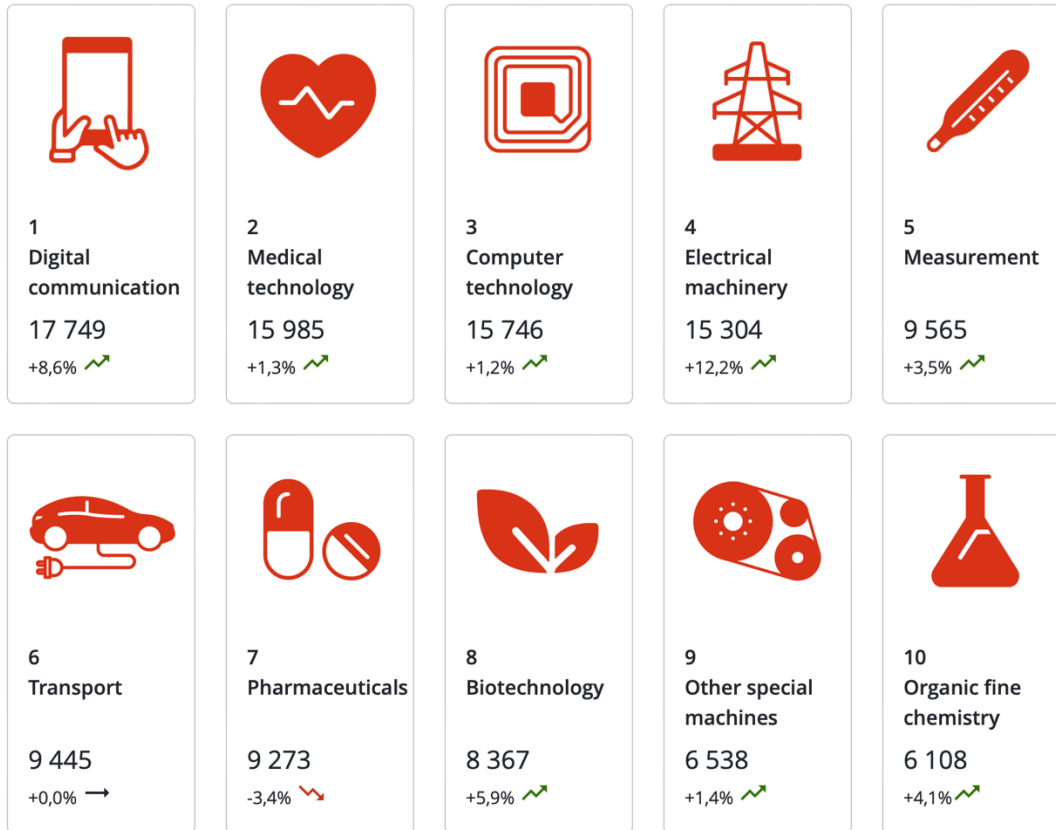 1
Digital
communication
17 749
+8,6%
2
Medical
technology
15 985
+1,3%
3
Computer
technology
15 746
+1,2%
4
Electrical
machinery
15 304
+12,2%
5
Measurement
9 565
+3,5%
6
Transport
9 445
+0,0%
7
Pharmaceuticals
9 273
-3,4%
8
Biotechnology
8 367
+5,9%
9
Other special
machines
6 538
+1,4%
10
Organic fine
chemistry
6 108
+4,1%